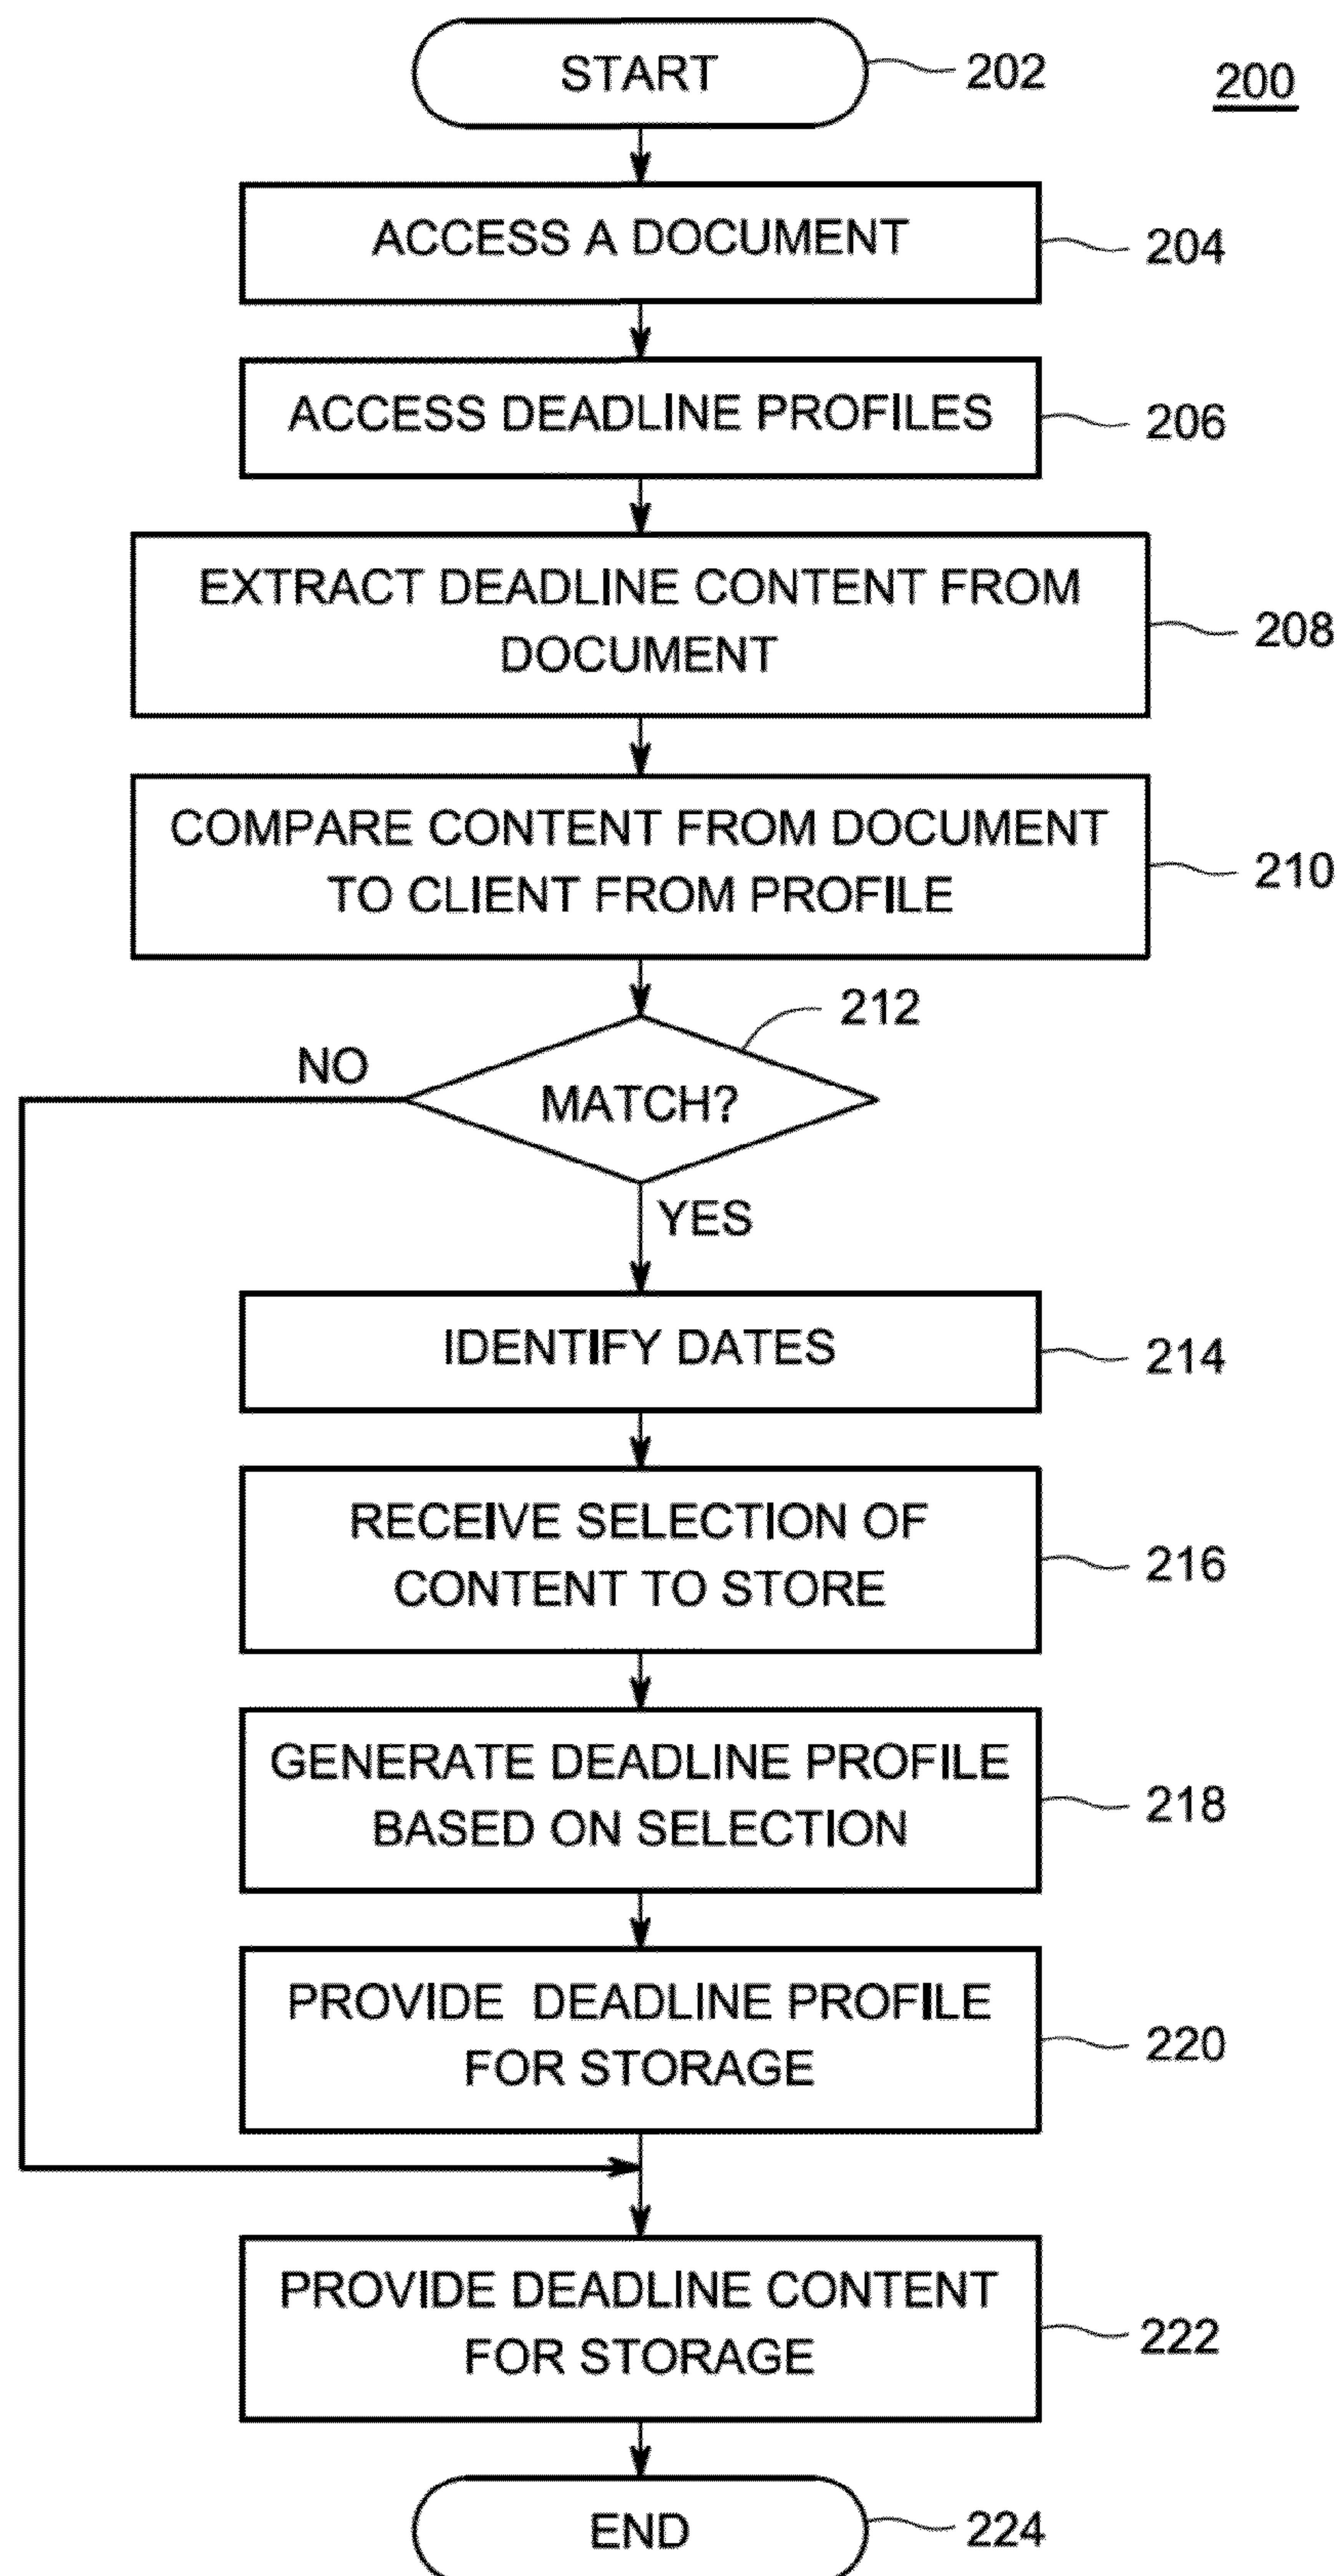 START
202
200
ACCESS A DOCUMENT
204
ACCESS DEADLINE PROFILES
206
EXTRACT DEADLINE CONTENT FROM
DOCUMENT
208
COMPARE CONTENT FROM DOCUMENT
TO CLIENT FROM PROFILE
210
212
NO
MATCH?
YES
IDENTIFY DATES
214
RECEIVE SELECTION OF
CONTENT TO STORE
216
GENERATE DEADLINE PROFILE
BASED ON SELECTION
218
PROVIDE DEADLINE PROFILE
FOR STORAGE
220
PROVIDE DEADLINE CONTENT
FOR STORAGE
222
END
224